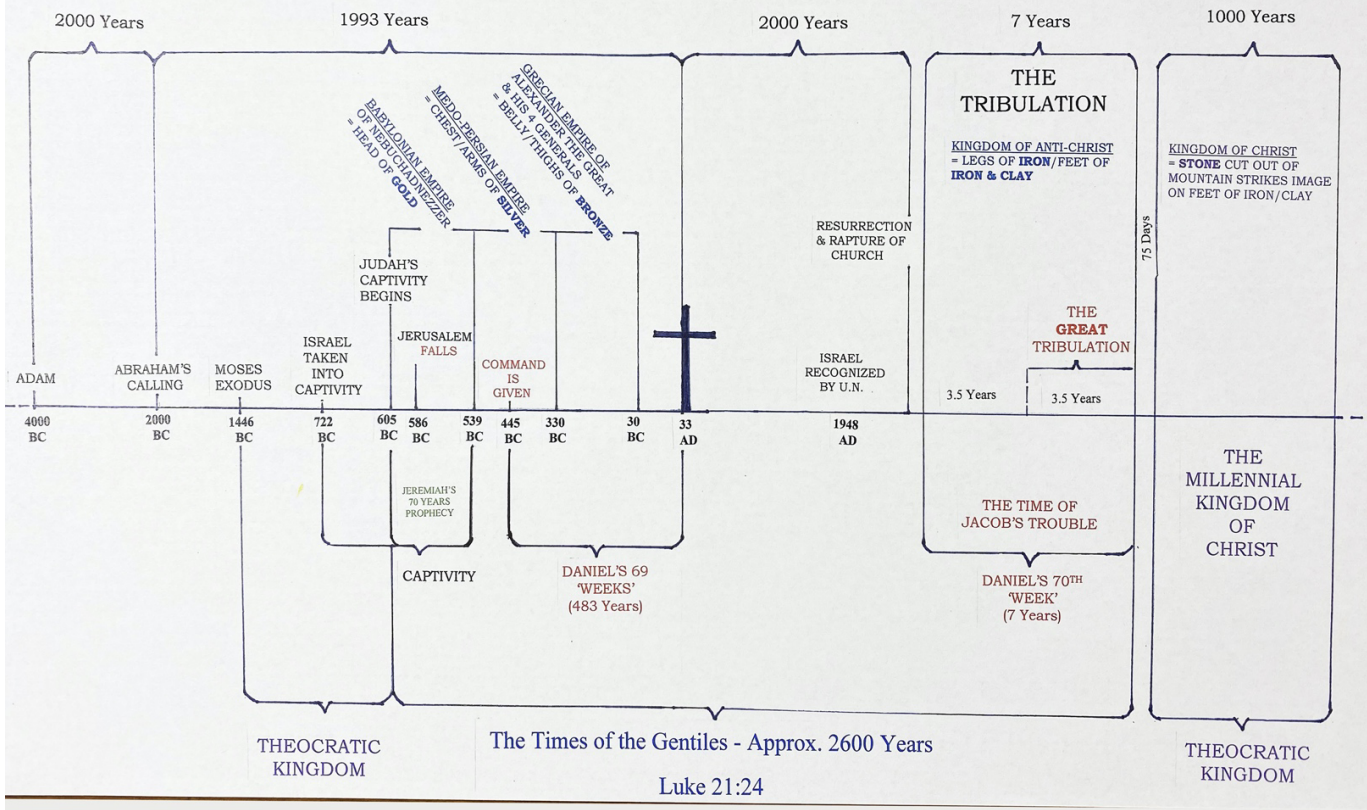 2000 Years
1993 Years
2000 Years
7 Years
1000 Years
BABYLONIAN EMPIRE
OF NEBUCHADNEZZER
= HEAD OF GOLD
MEDO-PERSIAN EMPIRE
= CHEST/ARMS OF SILVER
GRECIAN EMPIRE OF
ALEXANDER THE GREAT
& HIS 4 GENERALS
= BELLY/THIGHS OF BRONZE
THE
TRIBULATION
KINGDOM OF ANTI-CHRIST
= LEGS OF IRON/FEET OF
IRON & CLAY
KINGDOM OF CHRIST
= STONE CUT OUT OF
MOUNTAIN STRIKES IMAGE
ON FEET OF IRON/CLAY
75 Days
RESURRECTION
& RAPTURE OF
CHURCH
JUDAH'S
CAPTIVITY
BEGINS
ADAM
ABRAHAM'S
CALLING
MOSES
EXODUS
ISRAEL
TAKEN
INTO
CAPTIVITY
JERUSALEM
FALLS
COMMAND
IS
GIVEN
ISRAEL
RECOGNIZED
BY U.N.
THE
GREAT
TRIBULATION
3.5 Years
3.5 Years
4000
BC
2000
BC
1446
BC
722
BC
605
BC
586
BC
539
BC
445
BC
330
BC
30
BC
33
AD
1948
AD
JEREMIAH'S
70 YEARS
PROPHECY
CAPTIVITY
DANIEL'S 69
'WEEKS'
(483 Years)
THE TIME OF
JACOB'S TROUBLE
DANIEL'S 70TH
'WEEK'
(7 Years)
THE
MILLENNIAL
KINGDOM
OF
CHRIST
THEOCRATIC
KINGDOM
The Times of the Gentiles - Approx. 2600 Years
Luke 21:24
THEOCRATIC
KINGDOM